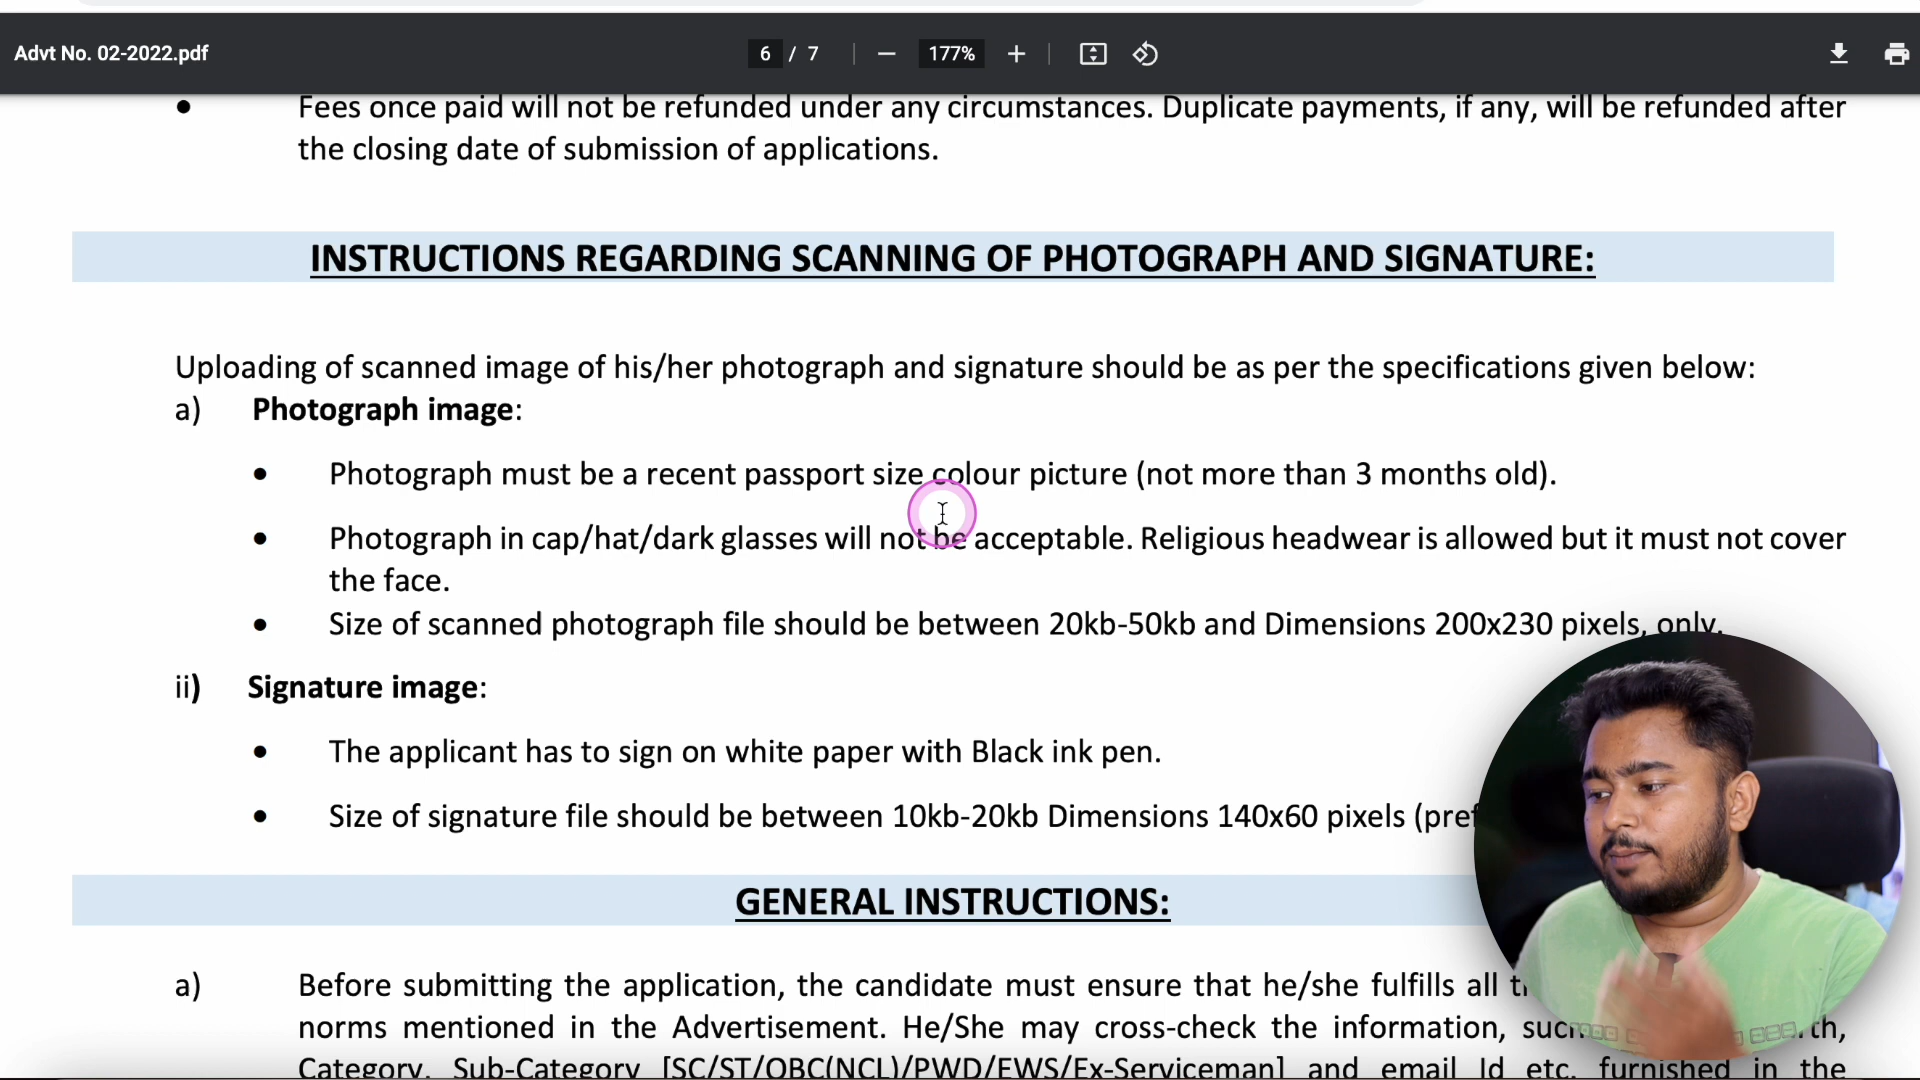 Advt No. 02-2022.pdf
6 / 7
177%
• Fees once paid will not be refunded under any circumstances. Duplicate payments, if any, will be refunded after
the closing date of submission of applications.
INSTRUCTIONS REGARDING SCANNING OF PHOTOGRAPH AND SIGNATURE:
Uploading of scanned image of his/her photograph and signature should be as per the specifications given below:
a) Photograph image:
• Photograph must be a recent passport size colour picture (not more than 3 months old).
• Photograph in cap/hat/dark glasses will not be acceptable. Religious headwear is allowed but it must not cover
the face.
• Size of scanned photograph file should be between 20kb-50kb and Dimensions 200x230 pixels, only.
ii) Signature image:
• The applicant has to sign on white paper with Black ink pen.
• Size of signature file should be between 10kb-20kb Dimensions 140x60 pixels
GENERAL INSTRUCTIONS:
a) Before submitting the application, the candidate must ensure that he/she fulfills all
norms mentioned in the Advertisement. He/She may cross-check the information,
Category, Sub-Category [SC/ST/OBC(NCL)/PWD/EWS/Ex-Serviceman] and email Id etc. furnished in the